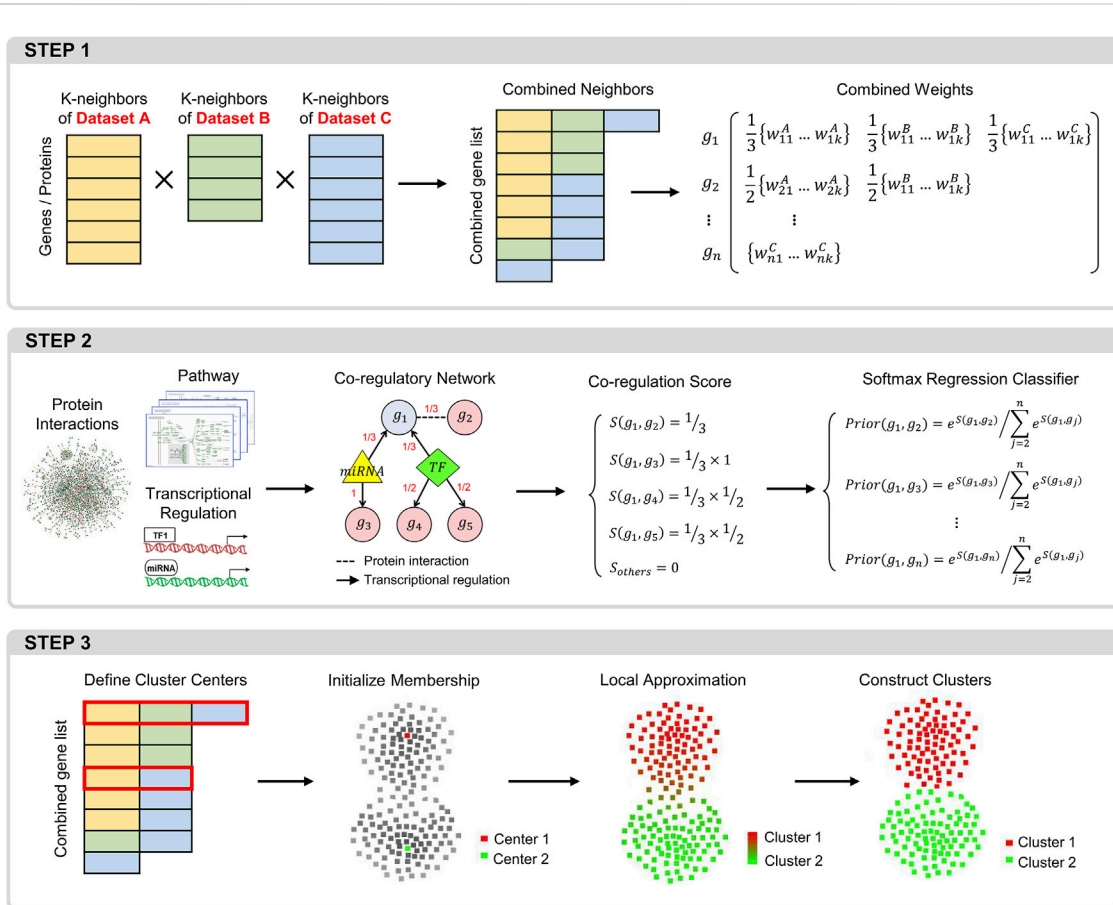 STEP 1
K-neighbors
of Dataset A
K-neighbors
of Dataset B
K-neighbors
of Dataset C
Genes / Proteins
×
×
Combined Neighbors
Combined gene list
Combined Weights
g₁ 1/3{w₁₁ᴬ … w₁ₖᴬ} 1/3{w₁₁ᴮ … w₁ₖᴮ} 1/3{w₁₁ᶜ … w₁ₖᶜ}
g₂ 1/2{w₂₁ᴬ … w₂ₖᴬ} 1/2{w₁₁ᴮ … w₁ₖᴮ}
⋮ ⋮
gₙ {wₙ₁ᶜ … wₙₖᶜ}
STEP 2
Protein
Interactions
Pathway
Transcriptional
Regulation
TF1
miRNA
Co-regulatory Network
g₁
1/3
g₂
1/3
1/3
miRNA
TF
1
1/2
1/2
g₃
g₄
g₅
Protein interaction
Transcriptional regulation
Co-regulation Score
S(g₁, g₂) = 1/3
S(g₁, g₃) = 1/3 × 1
S(g₁, g₄) = 1/3 × 1/2
S(g₁, g₅) = 1/3 × 1/2
S_others = 0
Softmax Regression Classifier
Prior(g₁, g₂) = e^S(g₁,g₂) / ∑_{j=2}^{n} e^S(g₁,gⱼ)
Prior(g₁, g₃) = e^S(g₁,g₃) / ∑_{j=2}^{n} e^S(g₁,gⱼ)
⋮
Prior(g₁, gₙ) = e^S(g₁,gₙ) / ∑_{j=2}^{n} e^S(g₁,gⱼ)
STEP 3
Define Cluster Centers
Combined gene list
Initialize Membership
Center 1
Center 2
Local Approximation
Cluster 1
Cluster 2
Construct Clusters
Cluster 1
Cluster 2